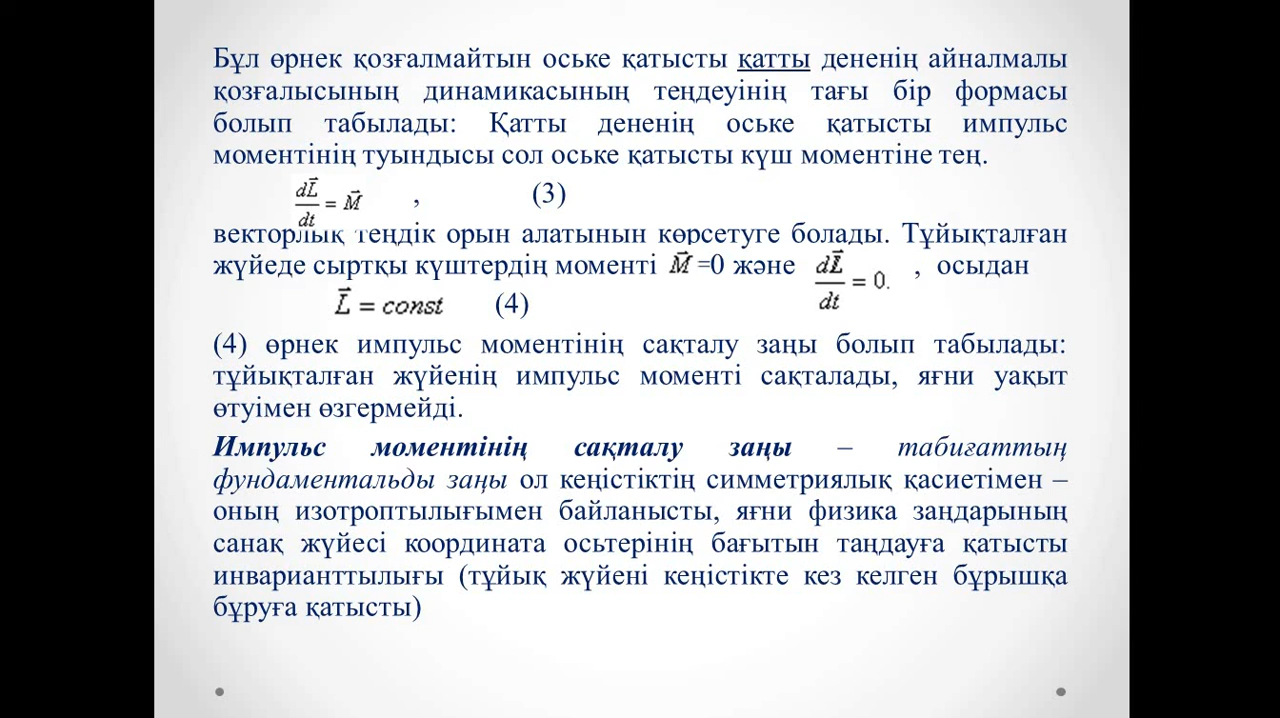 Бұл өрнек қозғалмайтын оське қатысты қатты дененің айналмалы
қозғалысының динамикасының теңдеуінің тағы бір формасы
болып табылады: Қатты дененің оське қатысты импульс
моментінің туындысы сол оське қатысты күш моментіне тең.
dL⃗/dt = M⃗ , (3)
векторлық теңдік орын алатынын көрсетуге болады. Тұйықталған
жүйеде сыртқы күштердің моменті M⃗ =0 және dL⃗/dt = 0. , осыдан
L⃗ = const (4)
(4) өрнек импульс моментінің сақталу заңы болып табылады:
тұйықталған жүйенің импульс моменті сақталады, яғни уақыт
өтуімен өзгермейді.
Импульс моментінің сақталу заңы – табиғаттың
фундаментальды заңы ол кеңістіктің симметриялық қасиетімен –
оның изотроптылығымен байланысты, яғни физика заңдарының
санақ жүйесі координата осьтерінің бағытын таңдауға қатысты
инварианттылығы (тұйық жүйені кеңістікте кез келген бұрышқа
бұруға қатысты)